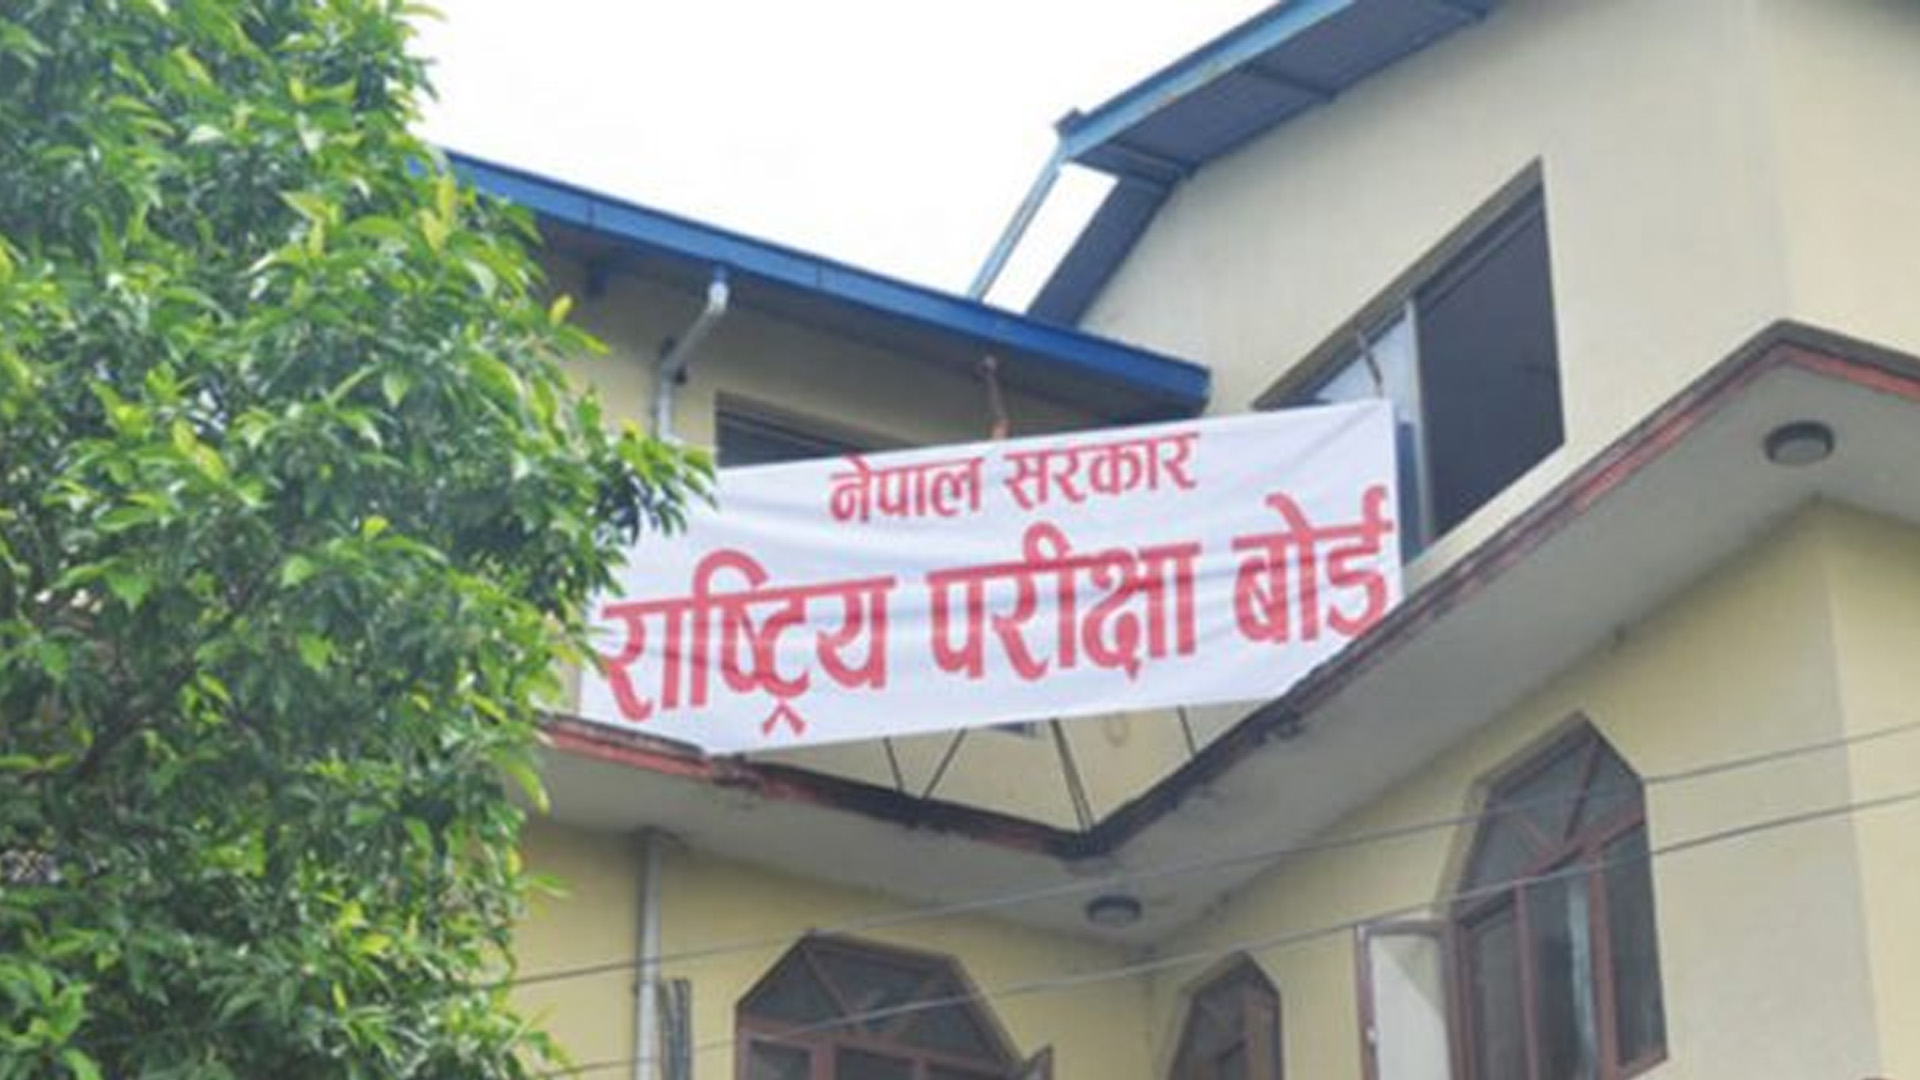 नेपाल सरकार
राष्ट्रिय परीक्षा बोर्ड